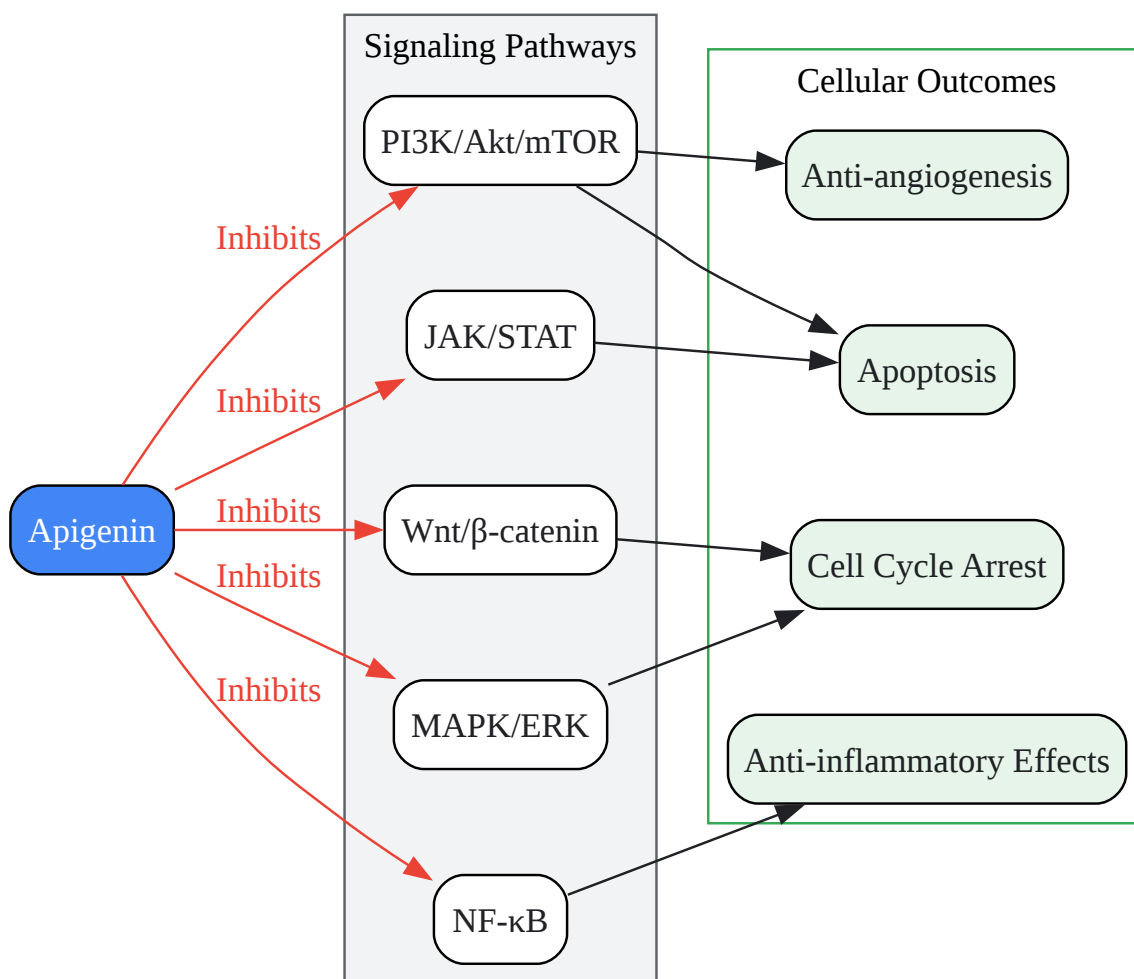 Signaling Pathways
Cellular Outcomes
PI3K/Akt/mTOR
Anti-angiogenesis
Inhibits
JAK/STAT
Apoptosis
Inhibits
Apigenin
Inhibits
Wnt/β-catenin
Cell Cycle Arrest
Inhibits
MAPK/ERK
Inhibits
Anti-inflammatory Effects
NF-κB